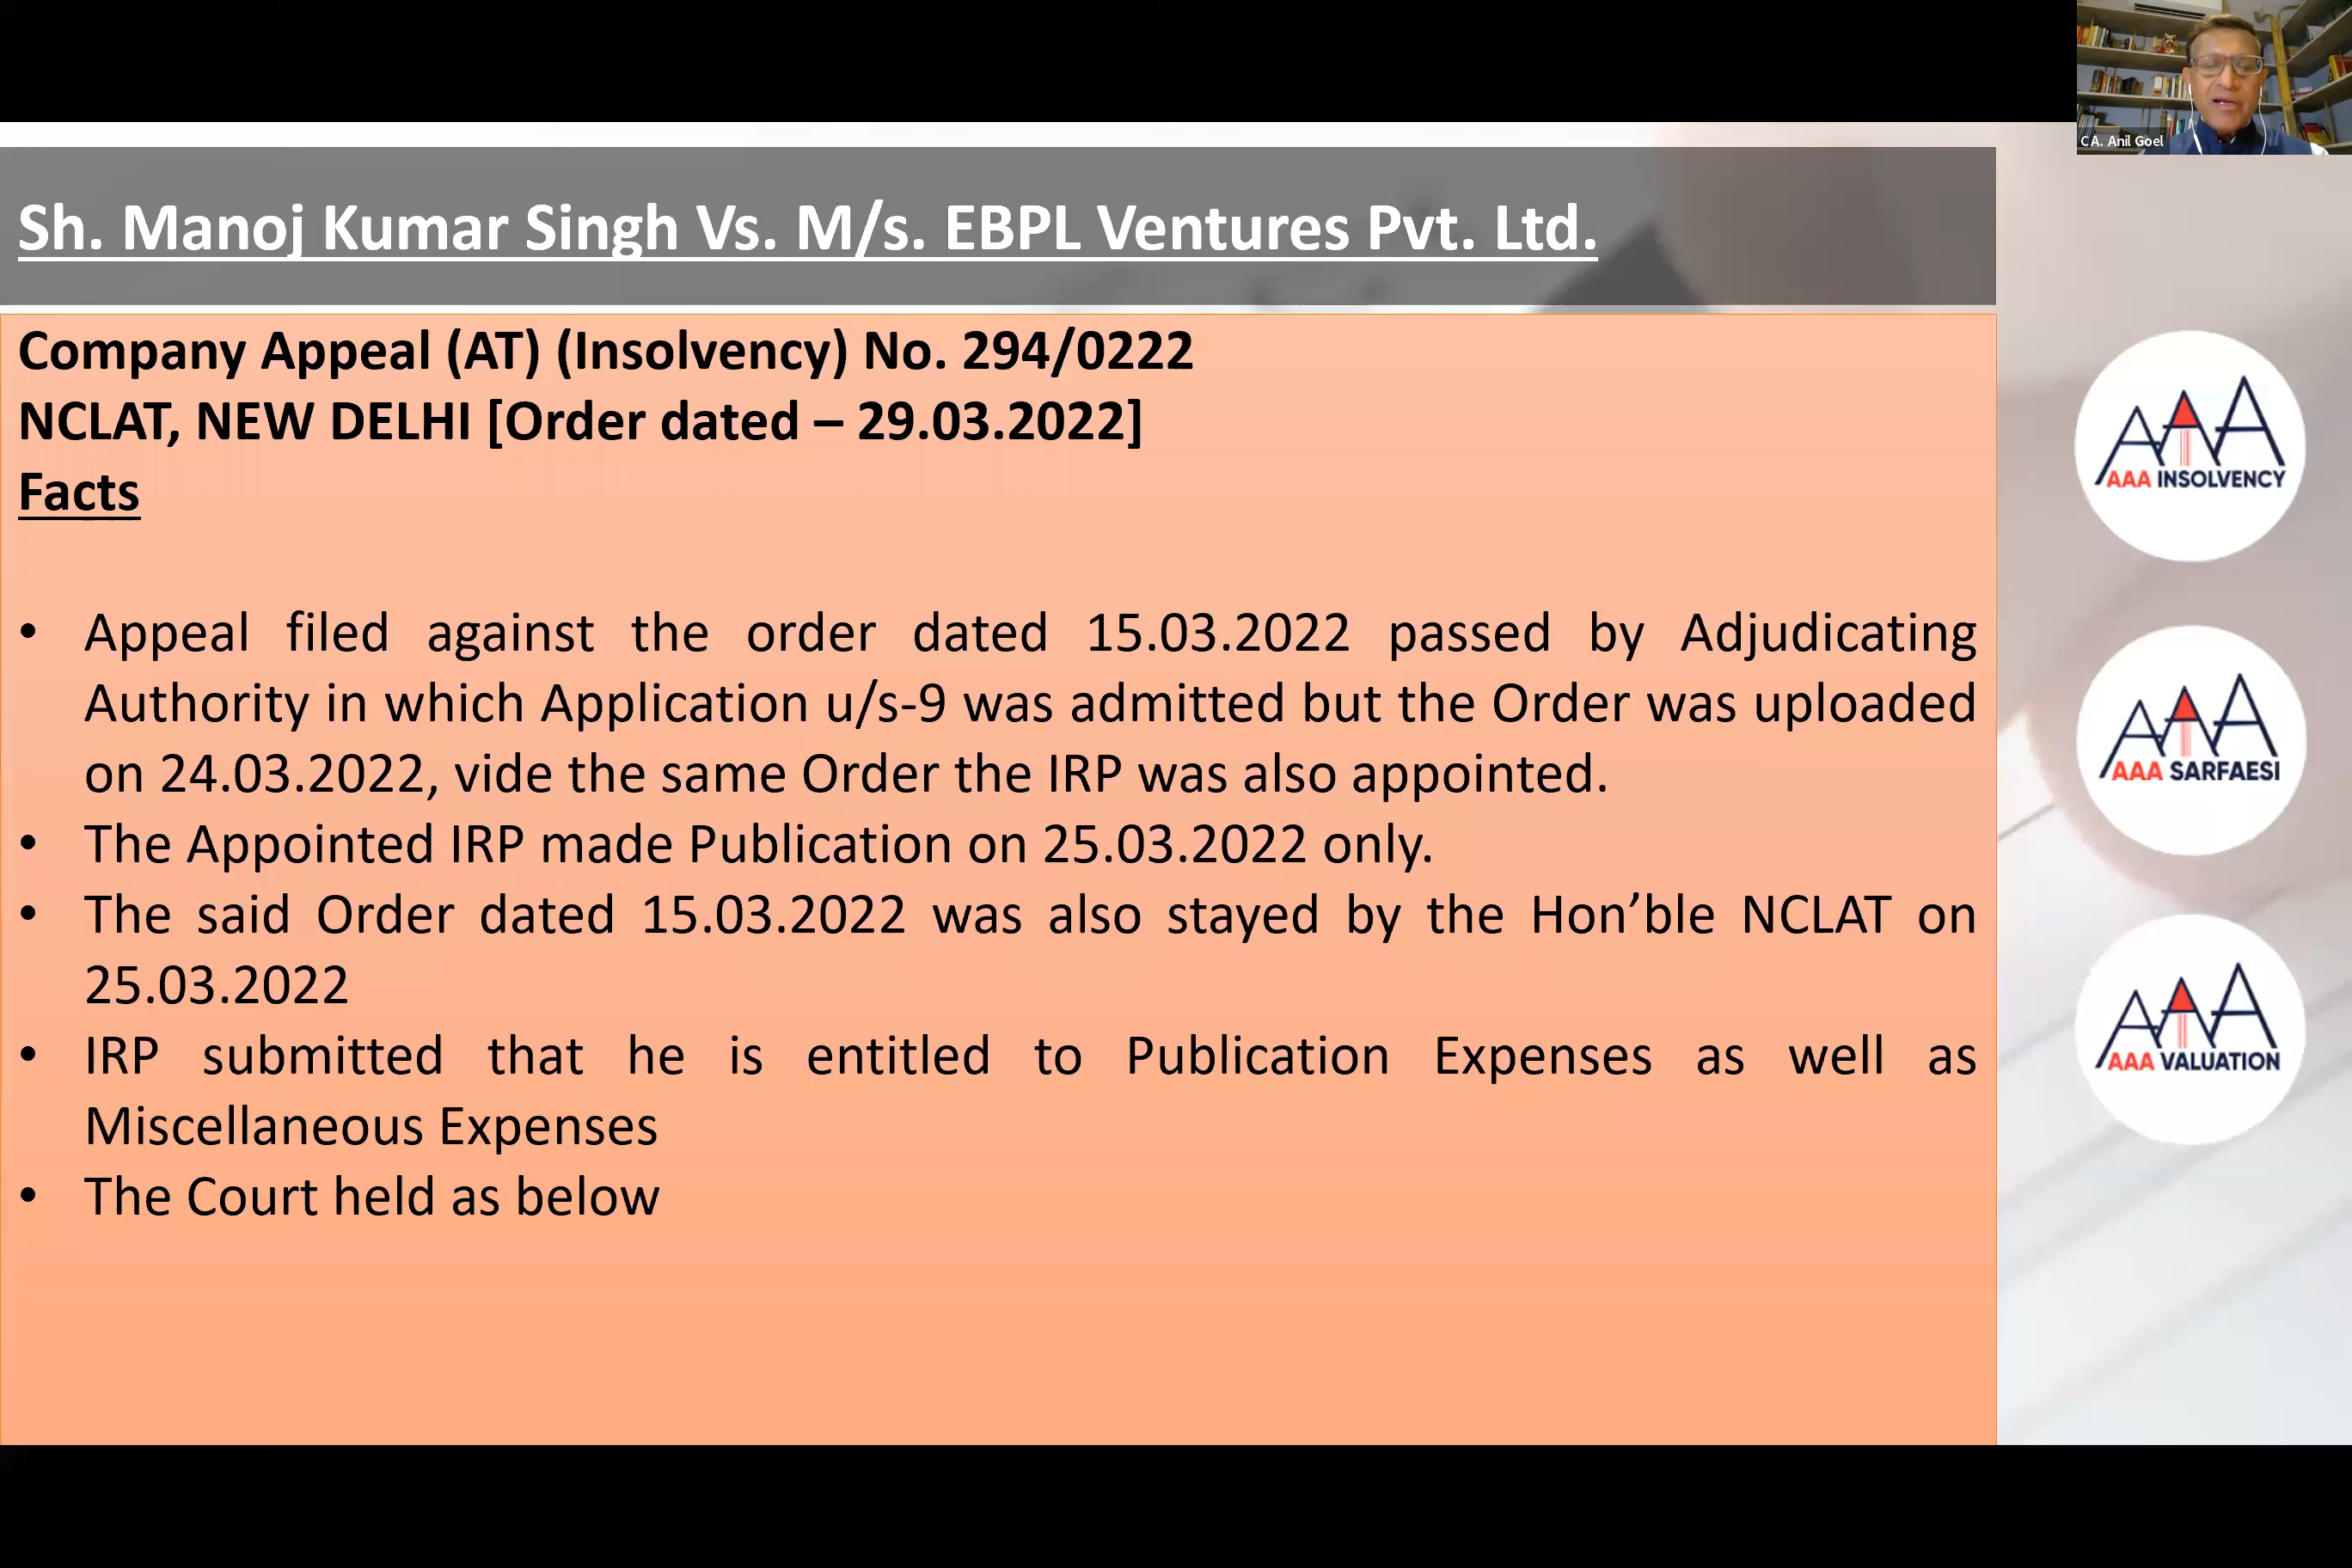 CA. Anil Goel
Sh. Manoj Kumar Singh Vs. M/s. EBPL Ventures Pvt. Ltd.
Company Appeal (AT) (Insolvency) No. 294/0222
NCLAT, NEW DELHI [Order dated – 29.03.2022]
Facts
• Appeal filed against the order dated 15.03.2022 passed by Adjudicating
Authority in which Application u/s-9 was admitted but the Order was uploaded
on 24.03.2022, vide the same Order the IRP was also appointed.
• The Appointed IRP made Publication on 25.03.2022 only.
• The said Order dated 15.03.2022 was also stayed by the Hon’ble NCLAT on
25.03.2022
• IRP submitted that he is entitled to Publication Expenses as well as
Miscellaneous Expenses
• The Court held as below
AAA INSOLVENCY
AAA SARFAESI
AAA VALUATION